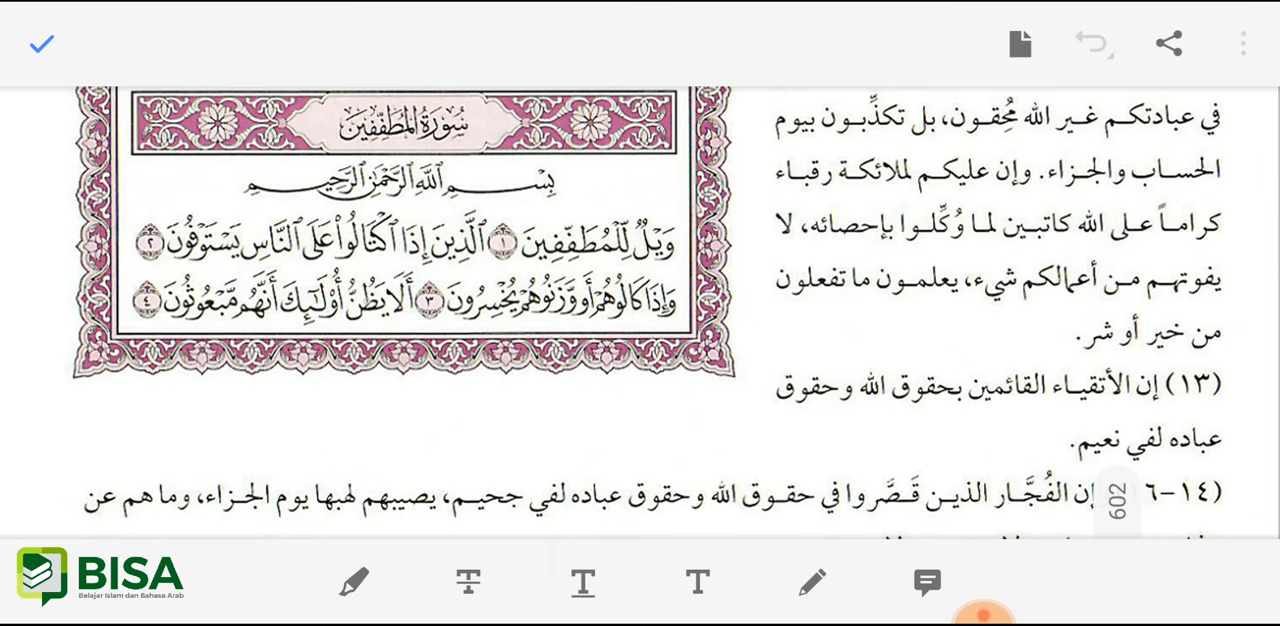 في عبادتكم غير الله مُحِقون، بل تكذِّبون بيوم
الحساب والجزاء. وإن عليكم لملائكة رقباء
كراماً على الله كاتبين لما وُكِّلوا بإحصائه، لا
يفوتهم من أعمالكم شيء، يعلمون ما تفعلون
من خير أو شر.
(١٣) إن الأتقياء القائمين بحقوق الله وحقوق
عباده لفي نعيم.
سُورَةُ المُطَفِّفِينَ
بِسْمِ ٱللَّهِ ٱلرَّحْمَٰنِ ٱلرَّحِيمِ
وَيْلٌ لِّلْمُطَفِّفِينَ ١ ٱلَّذِينَ إِذَا ٱكْتَالُوا۟ عَلَى ٱلنَّاسِ يَسْتَوْفُونَ ٢
وَإِذَا كَالُوهُمْ أَو وَّزَنُوهُمْ يُخْسِرُونَ ٣ أَلَا يَظُنُّ أُو۟لَٰٓئِكَ أَنَّهُم مَّبْعُوثُونَ ٤
(١٤-١٦ إن الفُجَّار الذين قَصَّروا في حقوق الله وحقوق عباده لفي جحيم، يصيبهم لهبها يوم الجزاء، وما هم عن
602
BISA
Belajar Islam dan Bahasa Arab
T
T
T